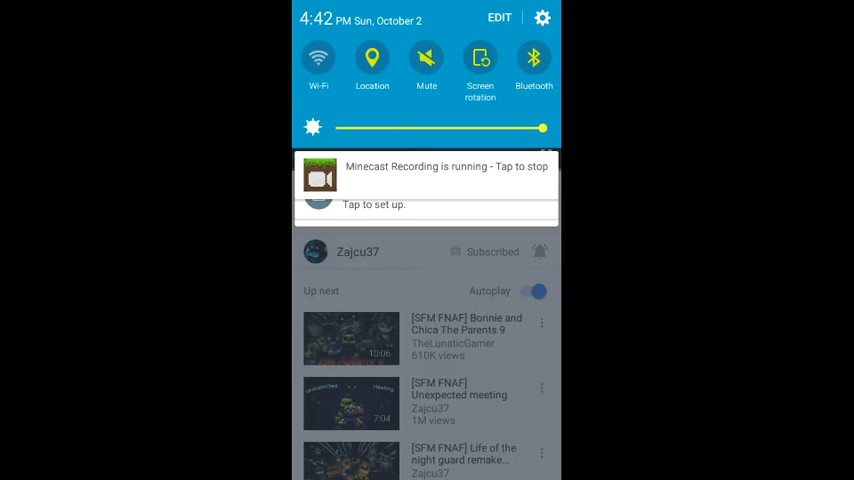 4:42 PM Sun, October 2
EDIT
Wi-Fi
Location
Mute
Screen
rotation
Bluetooth
Minecast Recording is running - Tap to stop
Tap to set up.
Zajcu37
Subscribed
Up next
Autoplay
[SFM FNAF] Bonnie and
Chica The Parents 9
TheLunaticGamer
610K views
10:06
[SFM FNAF]
Unexpected meeting
Zajcu37
1M views
Unexpected Meeting
7:04
[SFM FNAF] Life of the
night guard remake...
Zajcu37